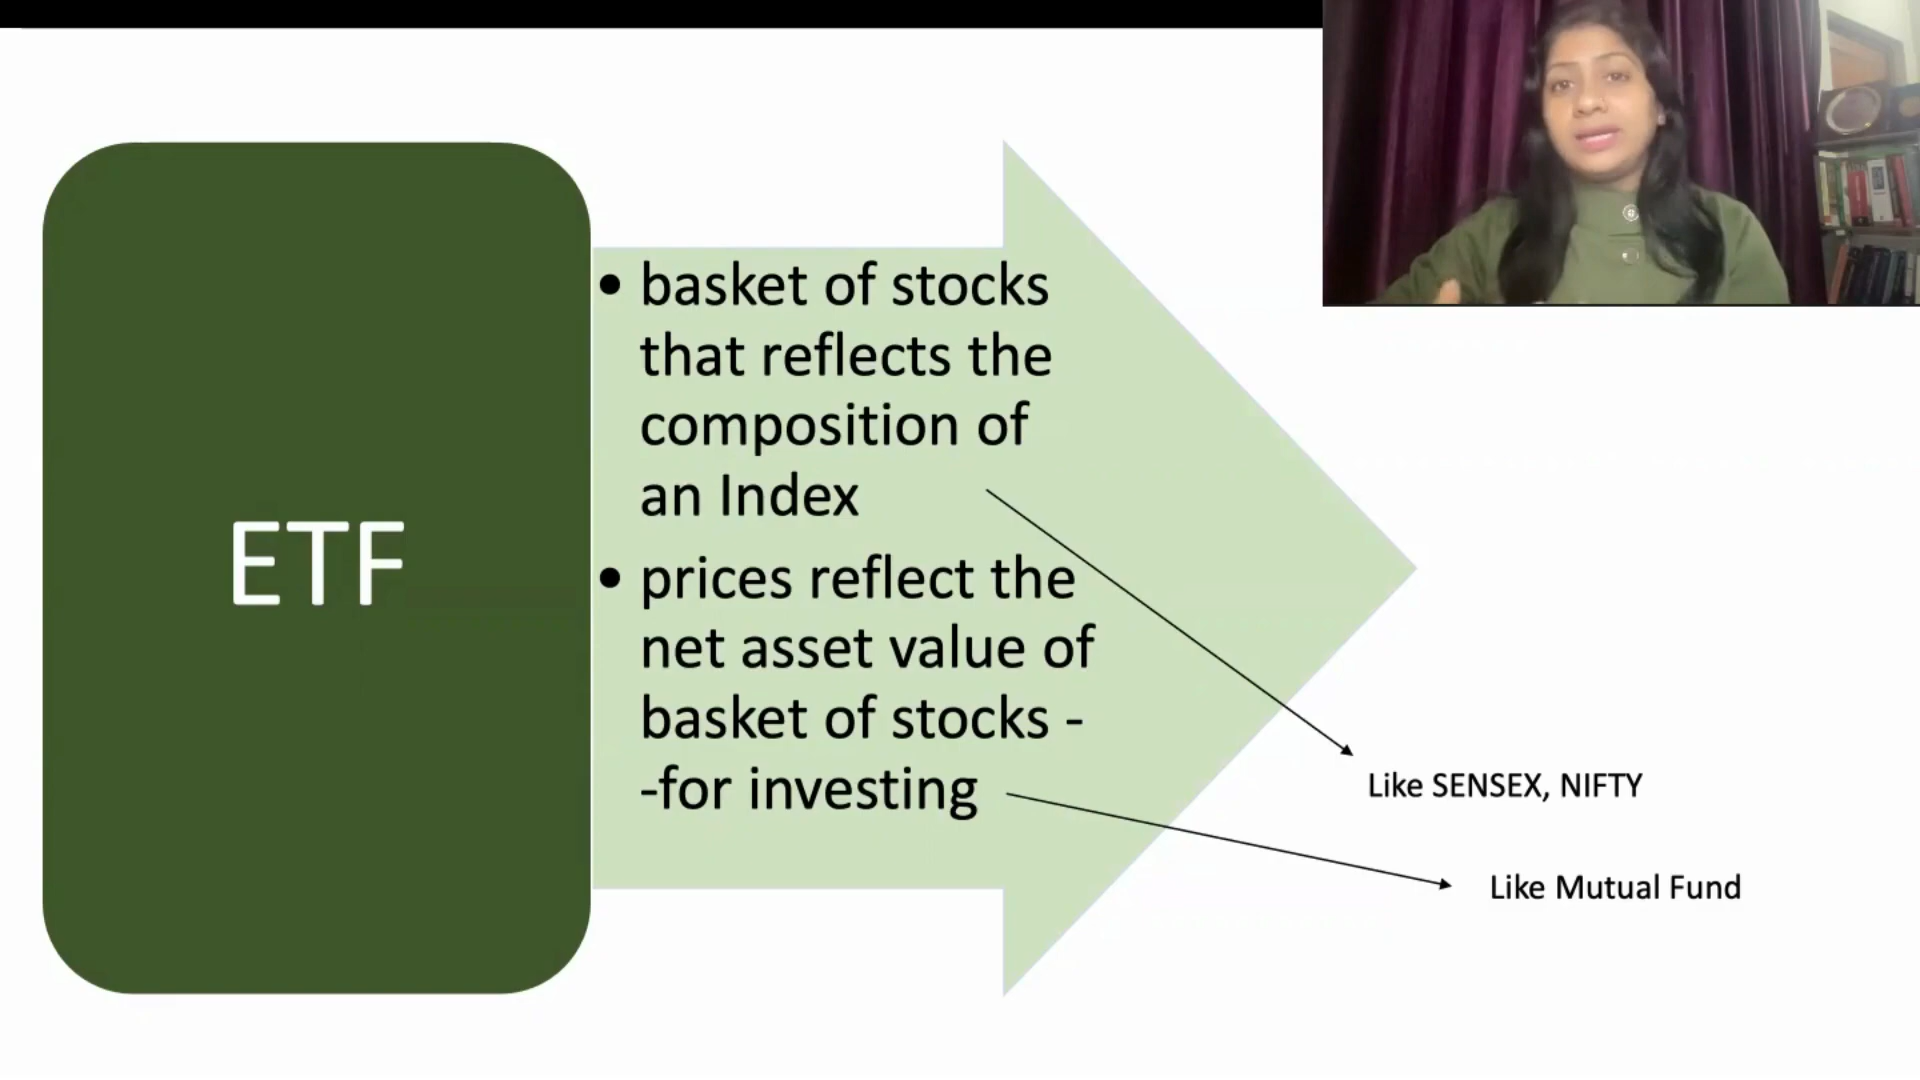 ETF
• basket of stocks
that reflects the
composition of
an Index
• prices reflect the
net asset value of
basket of stocks -
-for investing
Like SENSEX, NIFTY
Like Mutual Fund